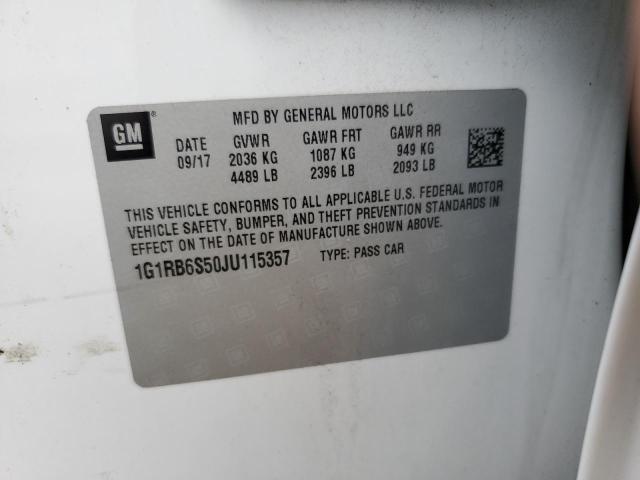 GM®
MFD BY GENERAL MOTORS LLC
DATE GVWR GAWR FRT GAWR RR
09/17 2036 KG 1087 KG 949 KG
4489 LB 2396 LB 2093 LB
THIS VEHICLE CONFORMS TO ALL APPLICABLE U.S. FEDERAL MOTOR
VEHICLE SAFETY, BUMPER, AND THEFT PREVENTION STANDARDS IN
EFFECT ON THE DATE OF MANUFACTURE SHOWN ABOVE.
1G1RB6S50JU115357 TYPE: PASS CAR